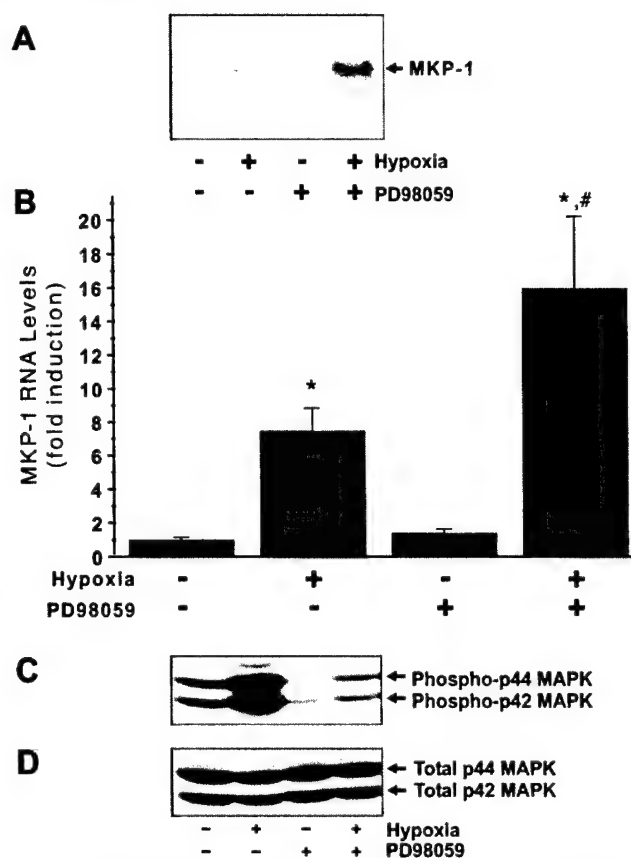 A
← MKP-1
- + - + Hypoxia
- - + + PD98059
B
MKP-1 RNA Levels
(fold induction)
20
18
16
14
12
10
8
6
4
2
0
*
*,#
Hypoxia - + - +
PD98059 - - + +
C
← Phospho-p44 MAPK
← Phospho-p42 MAPK
D
← Total p44 MAPK
← Total p42 MAPK
- + - + Hypoxia
- - + + PD98059